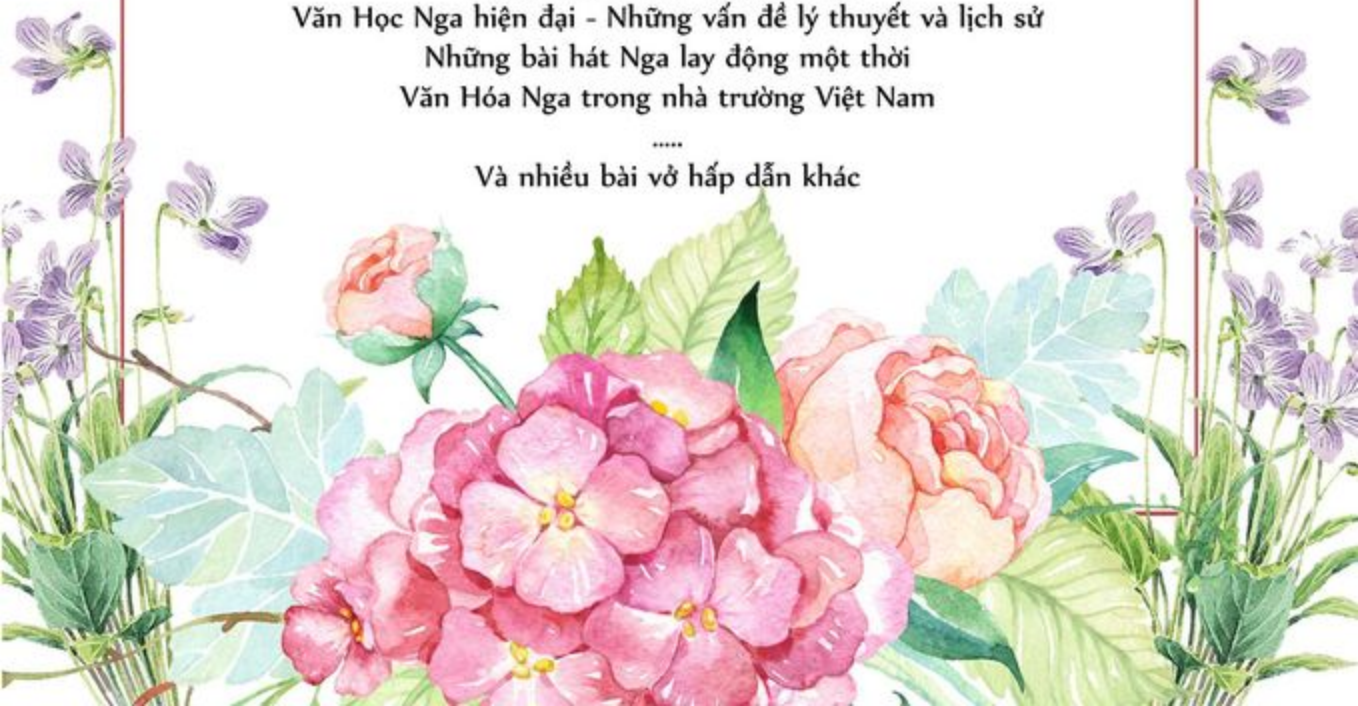 Văn Học Nga hiện đại - Những vấn đề lý thuyết và lịch sử
Những bài hát Nga lay động một thời
Văn Hóa Nga trong nhà trường Việt Nam
.....
Và nhiều bài vở hấp dẫn khác